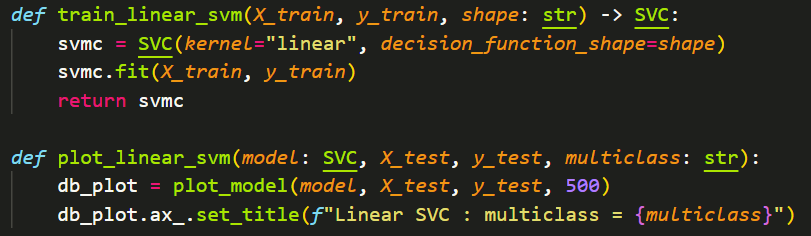 def train_linear_svm(X_train, y_train, shape: str) -> SVC:
    svmc = SVC(kernel="linear", decision_function_shape=shape)
    svmc.fit(X_train, y_train)
    return svmc
def plot_linear_svm(model: SVC, X_test, y_test, multiclass: str):
    db_plot = plot_model(model, X_test, y_test, 500)
    db_plot.ax_.set_title(f"Linear SVC : multiclass = {multiclass}")